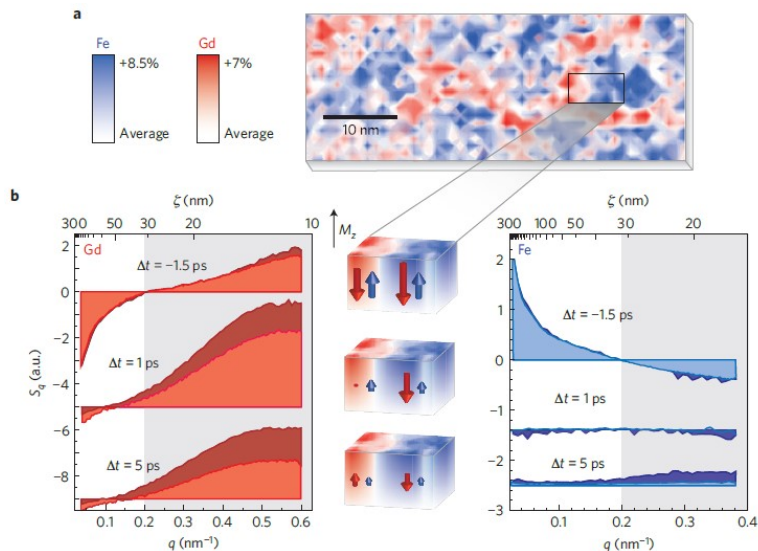 a
Fe
Gd
+8.5%
+7%
Average
Average
10 nm
b
ζ (nm)
300 50 30 20 10
Gd
Δt = −1.5 ps
Δt = 1 ps
Δt = 5 ps
2
0
−2
−4
−6
−8
S_q (a.u.)
0.1 0.2 0.3 0.4 0.5 0.6
q (nm⁻¹)
M_z
ζ (nm)
300 100 50 40 30 20
Fe
Δt = −1.5 ps
Δt = 1 ps
Δt = 5 ps
2
1
0
−1
−2
−3
0.1 0.2 0.3 0.4
q (nm⁻¹)